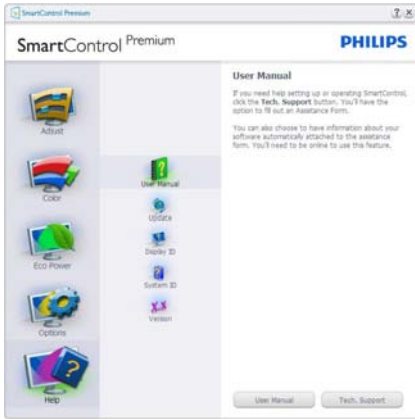 SmartControl Premium
SmartControl Premium
PHILIPS
Adjust
Color
Eco Power
Options
Help
User Manual
Update
Display ID
System ID
Version
User Manual
If you need help setting up or operating SmartControl,
click the Tech. Support button. You'll have the
option to fill out an Assistance Form.
You can also choose to have information about your
software automatically attached to the assistance
form. You'll need to be online to use this feature.
User Manual
Tech. Support